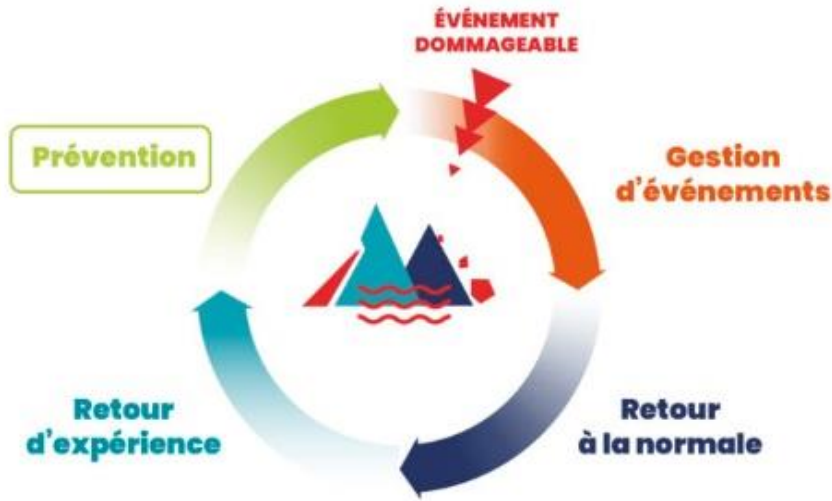 ÉVÉNEMENT
DOMMAGEABLE
Prévention
Gestion
d'événements
Retour
d'expérience
Retour
à la normale